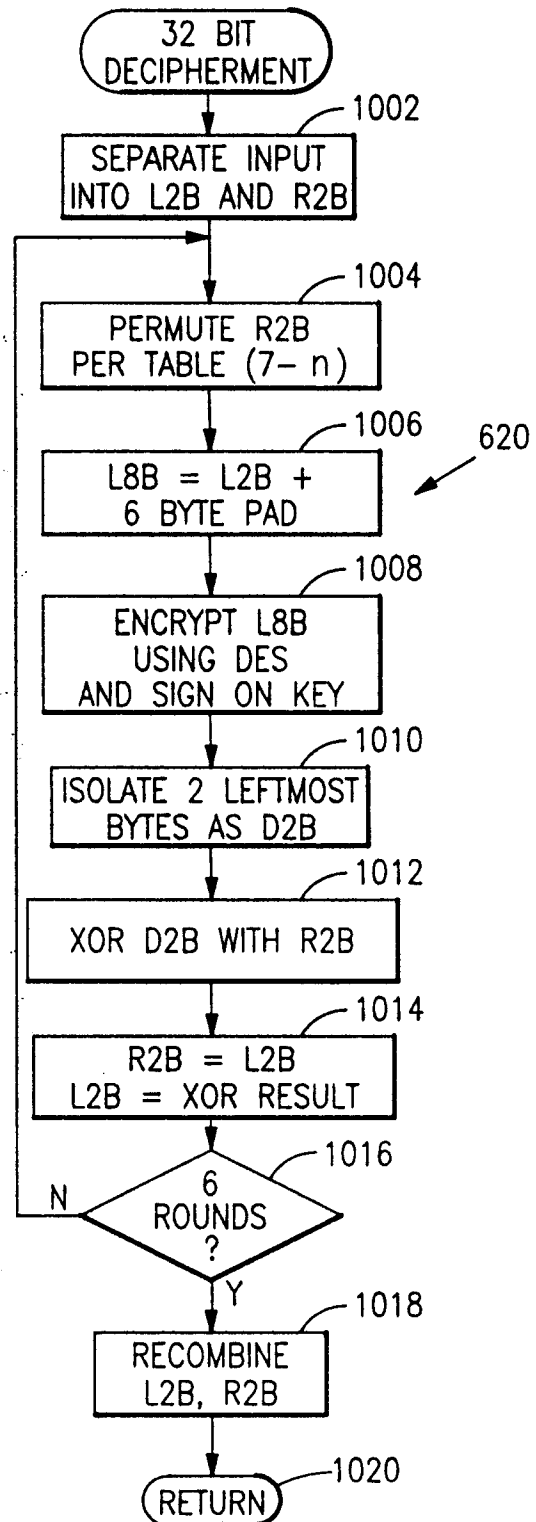 32 BIT
DECIPHERMENT
1002
SEPARATE INPUT
INTO L2B AND R2B
1004
PERMUTE R2B
PER TABLE (7- n)
1006
620
L8B = L2B +
6 BYTE PAD
1008
ENCRYPT L8B
USING DES
AND SIGN ON KEY
1010
ISOLATE 2 LEFTMOST
BYTES AS D2B
1012
XOR D2B WITH R2B
1014
R2B = L2B
L2B = XOR RESULT
1016
N
6
ROUNDS
?
Y
1018
RECOMBINE
L2B, R2B
1020
RETURN